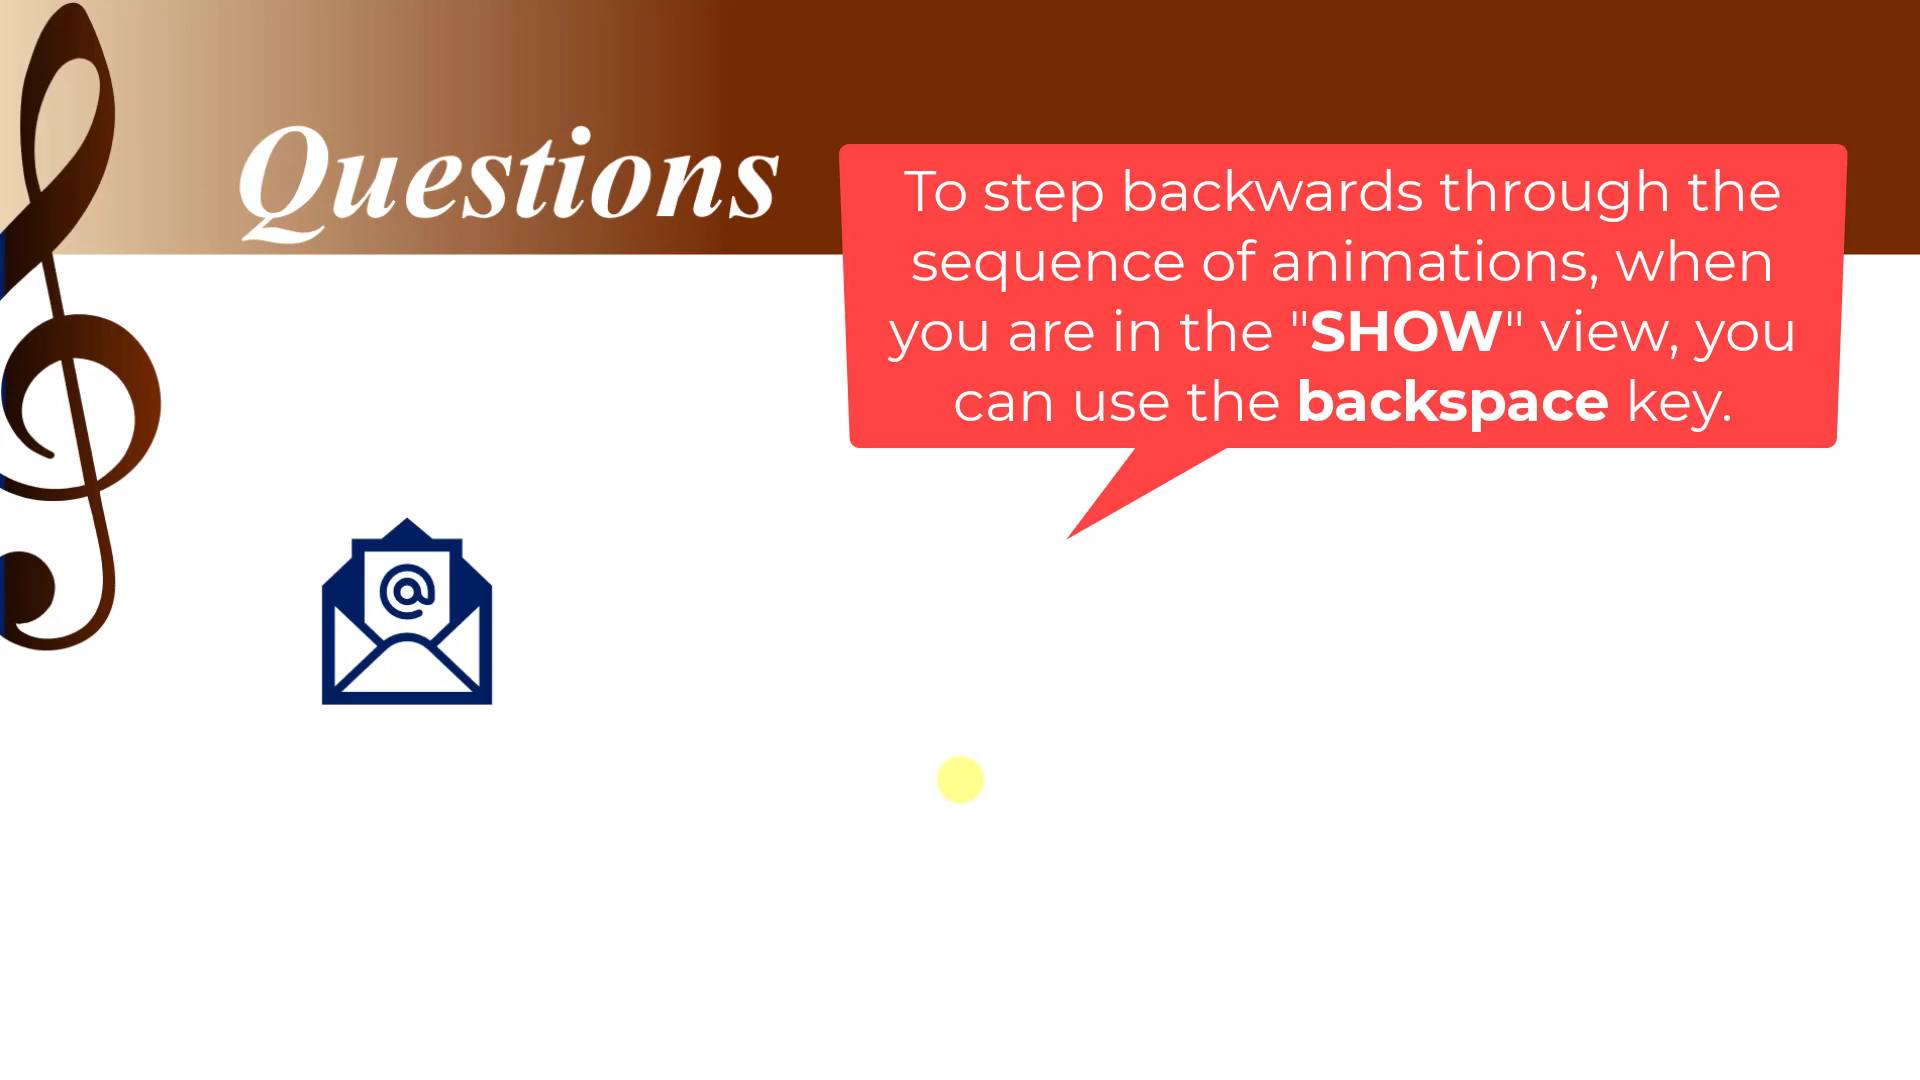 Questions
To step backwards through the
sequence of animations, when
you are in the "SHOW" view, you
can use the backspace key.
@